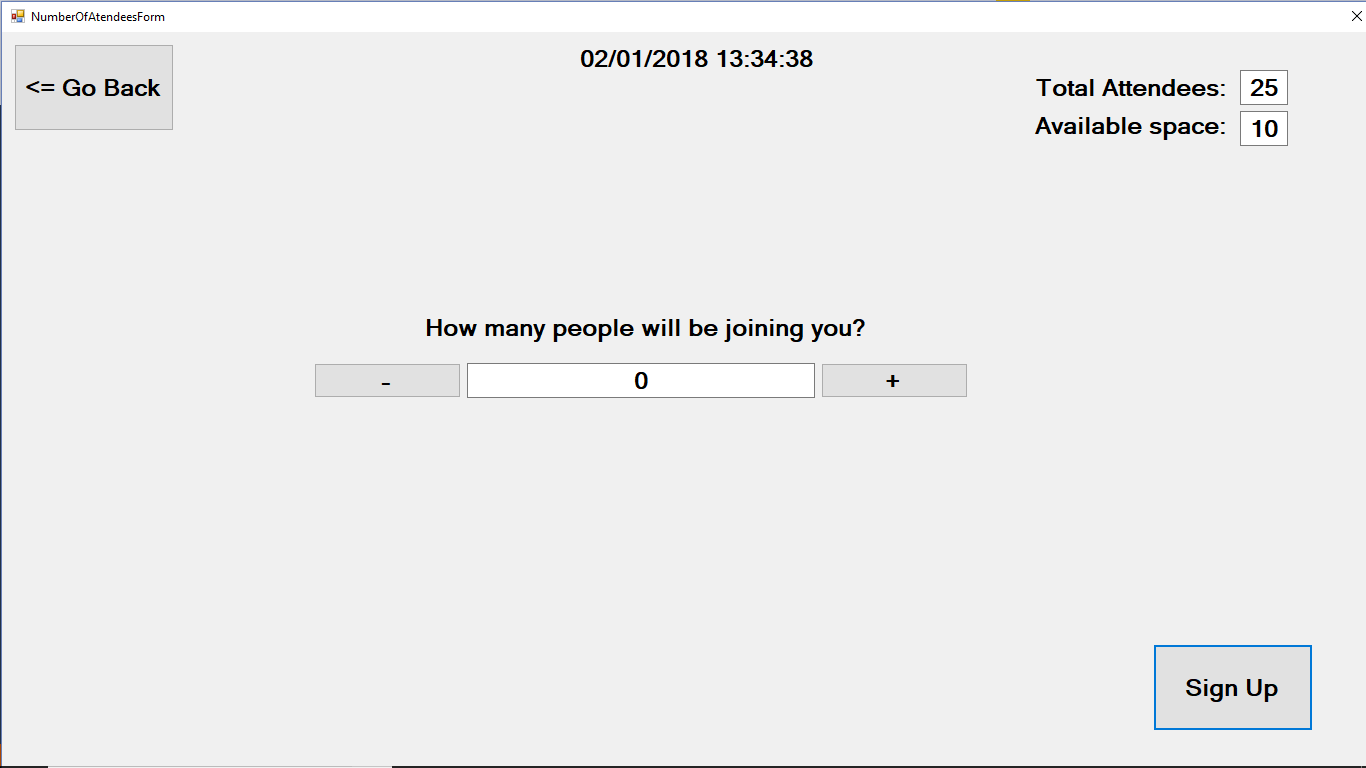 NumberOfAtendeesForm
<= Go Back
02/01/2018 13:34:38
Total Attendees: 25
Available space: 10
How many people will be joining you?
- 0 +
Sign Up